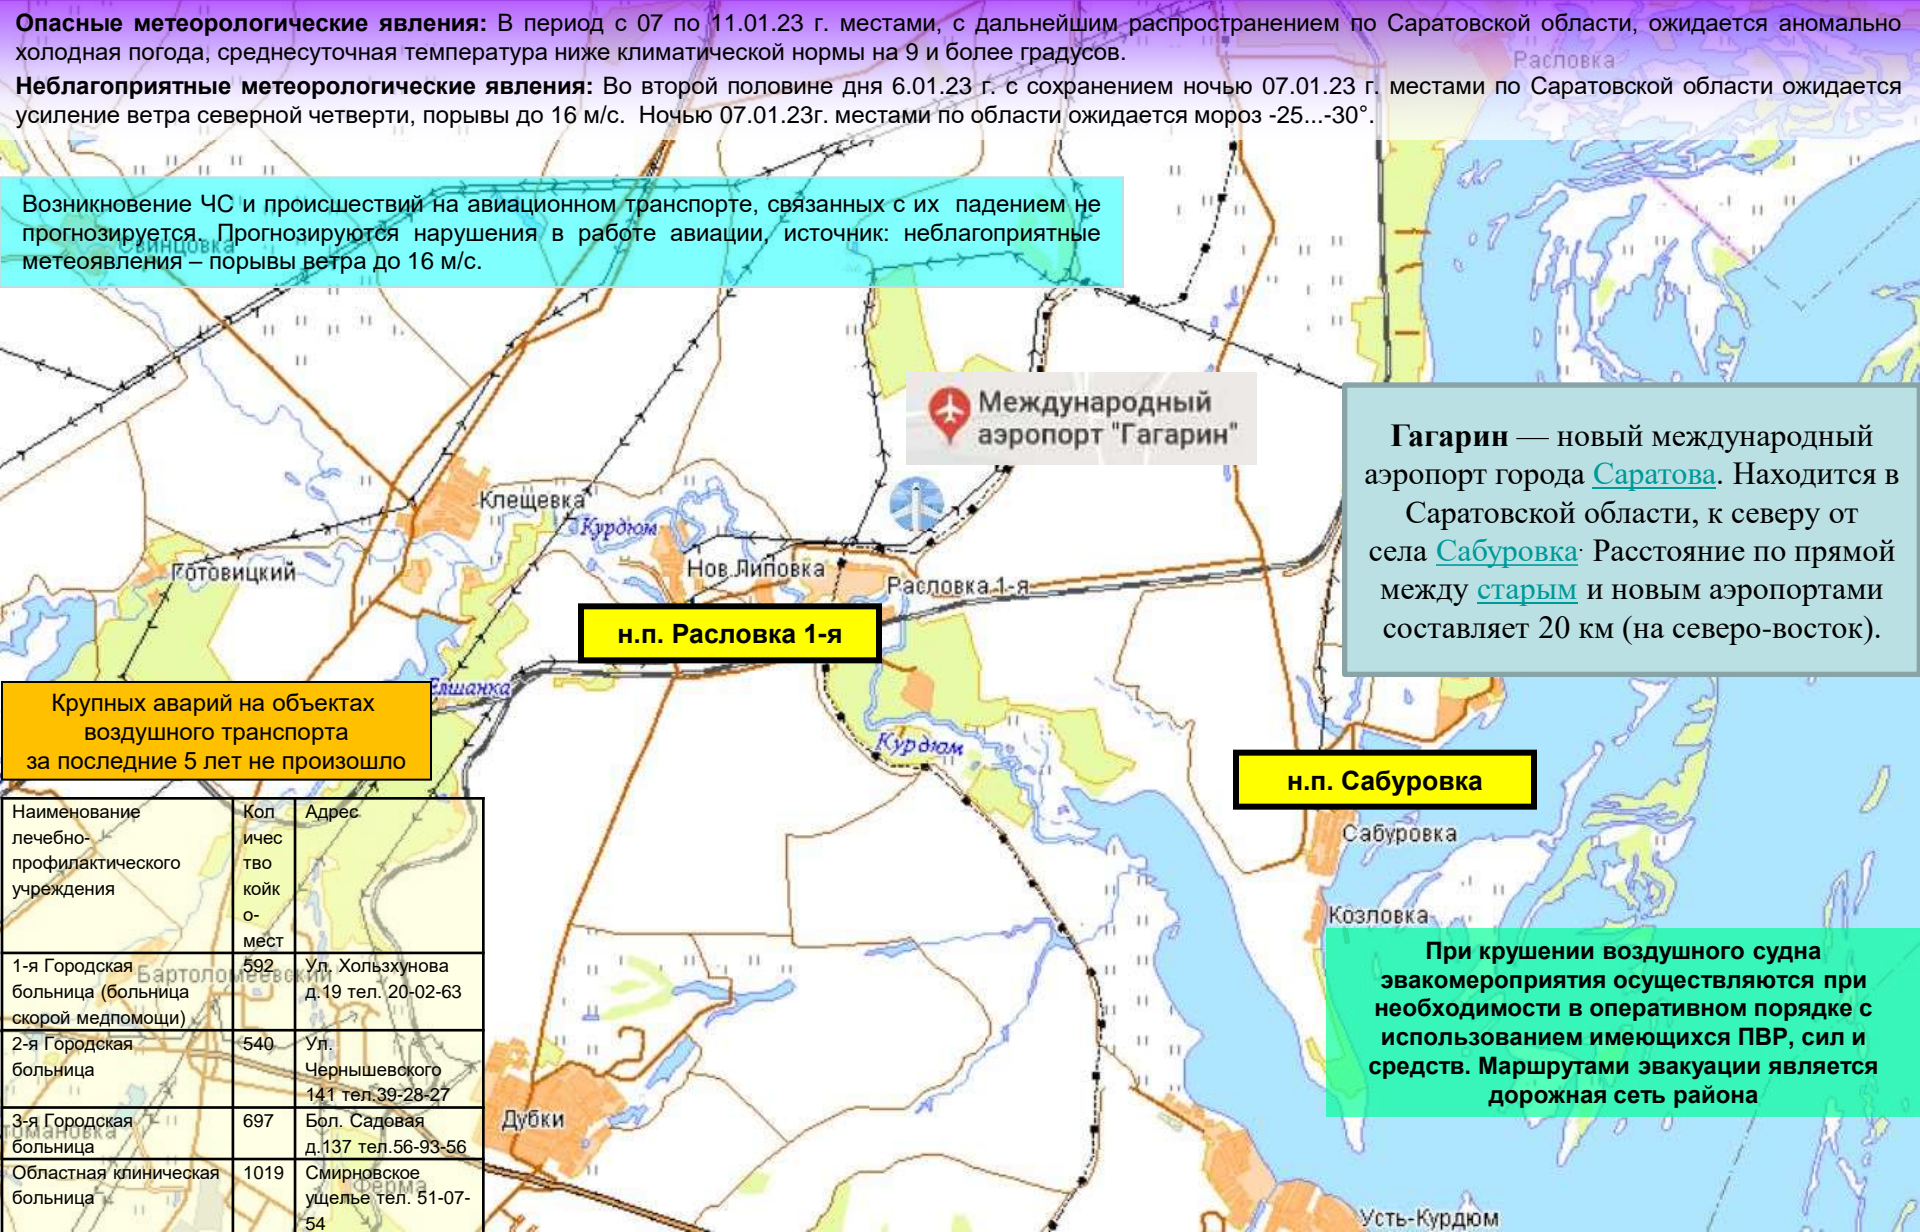 Опасные метеорологические явления: В период с 07 по 11.01.23 г. местами, с дальнейшим распространением по Саратовской области, ожидается аномально
холодная погода, среднесуточная температура ниже климатической нормы на 9 и более градусов.
Неблагоприятные метеорологические явления: Во второй половине дня 6.01.23 г. с сохранением ночью 07.01.23 г. местами по Саратовской области ожидается
усиление ветра северной четверти, порывы до 16 м/с. Ночью 07.01.23г. местами по области ожидается мороз -25...-30°.
Расловка
Возникновение ЧС и происшествий на авиационном транспорте, связанных с их падением не
прогнозируется. Прогнозируются нарушения в работе авиации, источник: неблагоприятные
метеоявления – порывы ветра до 16 м/с.
Свинцовка
Международный
аэропорт "Гагарин"
Гагарин — новый международный
аэропорт города Саратова. Находится в
Саратовской области, к северу от
села Сабуровка. Расстояние по прямой
между старым и новым аэропортами
составляет 20 км (на северо-восток).
Клещевка
Курдюм
Готовицкий
Нов.Липовка
Расловка 1-я
н.п. Расловка 1-я
Елшанка
Крупных аварий на объектах
воздушного транспорта
за последние 5 лет не произошло
Курдюм
н.п. Сабуровка
Сабуровка
Козловка
При крушении воздушного судна
эвакомероприятия осуществляются при
необходимости в оперативном порядке с
использованием имеющихся ПВР, сил и
средств. Маршрутами эвакуации является
дорожная сеть района
Наименование
лечебно-
профилактического
учреждения
Кол
ичес
тво
койк
о-
мест
Адрес
1-я Городская
больница (больница
скорой медпомощи)
592
Ул. Хользхунова
д.19 тел. 20-02-63
Бартоломеевский
2-я Городская
больница
540
Ул.
Чернышевского
141 тел.39-28-27
3-я Городская
больница
697
Бол. Садовая
д.137 тел.56-93-56
Областная клиническая
больница
1019
Смирновское
ущелье тел. 51-07-
54
Ферма
Дубки
Усть-Курдюм